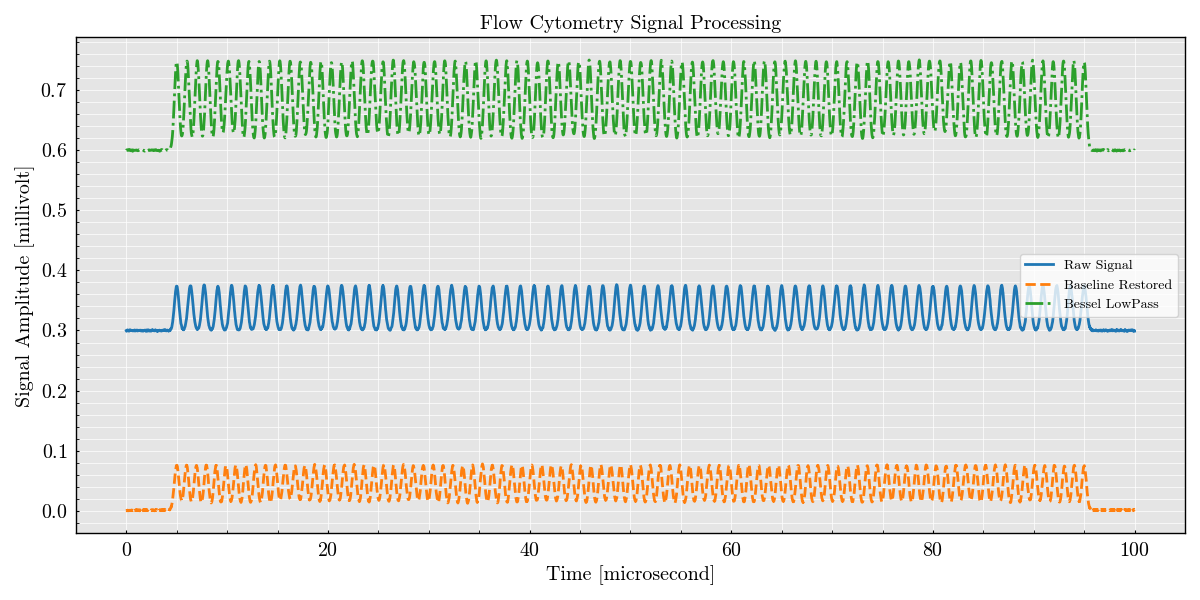 Flow Cytometry Signal Processing
Signal Amplitude [millivolt]
0.7
0.6
0.5
0.4
0.3
0.2
0.1
0.0
Raw Signal
Baseline Restored
Bessel LowPass
0 20 40 60 80 100
Time [microsecond]